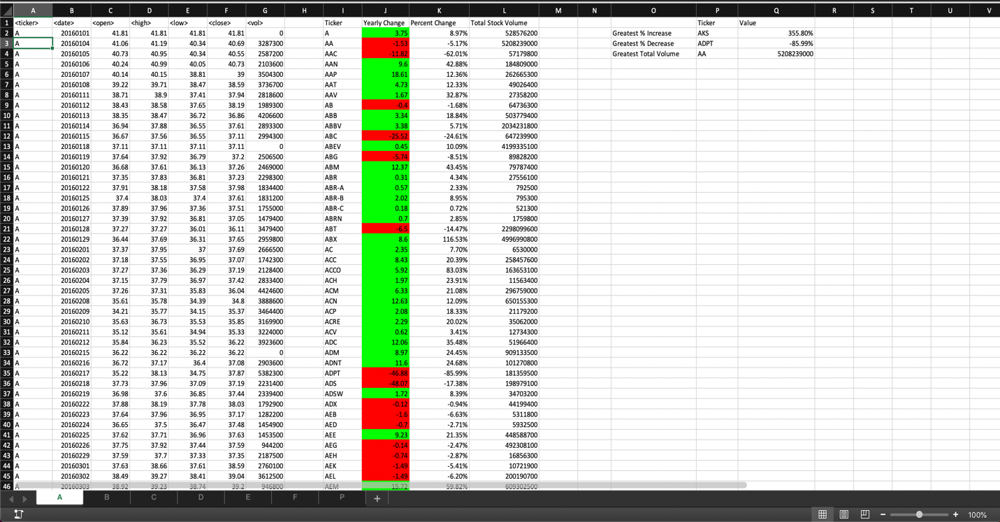 A B C D E F G H I J K L M N O P Q R S T U V
1 <ticker> <date> <open> <high> <low> <close> <vol> Ticker Yearly Change Percent Change Total Stock Volume Ticker Value
2 A 20160101 41.81 41.81 41.81 41.81 0 A 3.75 8.97% 528576200 Greatest % Increase AKS 355.80%
3 A 20160104 41.06 41.19 40.34 40.69 3287300 AA -1.53 -5.17% 5208239000 Greatest % Decrease ADPT -85.99%
4 A 20160105 40.73 40.95 40.34 40.55 2587200 AAC -11.82 -62.01% 57179800 Greatest Total Volume AA 5208239000
5 A 20160106 40.24 40.99 40.05 40.73 2103600 AAN 9.6 42.88% 184809000
6 A 20160107 40.14 40.15 38.81 39 3504300 AAP 18.61 12.36% 262665300
7 A 20160108 39.22 39.71 38.47 38.59 3736700 AAT 4.73 12.33% 49026400
8 A 20160111 38.71 38.9 37.41 37.94 2818600 AAV 1.67 32.87% 27358200
9 A 20160112 38.43 38.58 37.65 38.19 1989300 AB -0.4 -1.68% 64736300
10 A 20160113 38.35 38.47 36.72 36.86 4206600 ABB 3.34 18.84% 503779400
11 A 20160114 36.94 37.88 36.55 37.61 2893300 ABBV 3.38 5.71% 2034231800
12 A 20160115 36.67 37.56 36.55 37.11 2994300 ABC -25.52 -24.61% 647239900
13 A 20160118 37.11 37.11 37.11 37.11 0 ABEV 0.45 10.09% 4199335100
14 A 20160119 37.64 37.92 36.79 37.2 2506500 ABG -5.74 -8.51% 89828200
15 A 20160120 36.68 37.61 36.13 37.26 2469000 ABM 12.37 43.45% 79787400
16 A 20160121 37.35 37.83 36.81 37.23 2298300 ABR 0.31 4.34% 27556100
17 A 20160122 37.91 38.18 37.58 37.98 1834400 ABR-A 0.57 2.33% 792500
18 A 20160125 37.4 38.03 37.4 37.61 1831200 ABR-B 2.02 8.95% 795300
19 A 20160126 37.89 37.96 37.36 37.51 1755000 ABR-C 0.18 0.72% 521300
20 A 20160127 37.39 37.92 36.81 37.05 1479400 ABRN 0.7 2.85% 1759800
21 A 20160128 37.27 37.27 36.01 36.11 3479400 ABT -6.5 -14.47% 2298099600
22 A 20160129 36.44 37.69 36.31 37.65 2959800 ABX 8.6 116.53% 4996990800
23 A 20160201 37.37 37.95 37 37.69 2666500 AC 2.35 7.70% 6530000
24 A 20160202 37.18 37.55 36.95 37.07 1742300 ACC 8.43 20.39% 258457600
25 A 20160203 37.27 37.36 36.29 37.19 2128400 ACCO 5.92 83.03% 163653100
26 A 20160204 37.15 37.79 36.97 37.42 2833400 ACH 1.97 23.91% 11563400
27 A 20160205 37.26 37.31 35.83 36.04 4424600 ACM 6.33 21.08% 296759000
28 A 20160208 35.61 35.78 34.39 34.8 3888600 ACN 12.63 12.09% 650155300
29 A 20160209 34.21 35.77 34.15 35.37 3464400 ACP 2.08 18.33% 21179200
30 A 20160210 35.63 36.73 35.53 35.85 3169900 ACRE 2.29 20.02% 35062000
31 A 20160211 35.12 35.61 34.94 35.33 3224000 ACV 0.62 3.41% 12734300
32 A 20160212 35.84 36.23 35.52 36.22 3923600 ADC 12.06 35.48% 51966400
33 A 20160215 36.22 36.22 36.22 36.22 0 ADM 8.97 24.45% 909133500
34 A 20160216 36.72 37.17 36.4 37.08 2903600 ADNT 11.6 24.68% 101270800
35 A 20160217 35.22 38.13 34.75 37.87 5382300 ADPT -46.88 -85.99% 181359500
36 A 20160218 37.73 37.96 37.09 37.19 2231400 ADS -48.07 -17.38% 198979100
37 A 20160219 36.98 37.6 36.85 37.44 2339400 ADSW 1.72 8.39% 34703200
38 A 20160222 37.88 38.19 37.78 38.03 1792900 ADX -0.12 -0.94% 44199400
39 A 20160223 37.64 37.96 36.95 37.17 1282200 AEB -1.6 -6.63% 5311800
40 A 20160224 36.65 37.5 36.47 37.48 1454900 AED -0.7 -2.71% 5932500
41 A 20160225 37.62 37.71 36.96 37.63 1453500 AEE 9.23 21.35% 448588700
42 A 20160226 37.75 37.92 37.44 37.59 944200 AEG -0.14 -2.47% 492308100
43 A 20160229 37.59 37.7 37.33 37.35 2187500 AEH -0.74 -2.87% 16856300
44 A 20160301 37.63 38.66 37.61 38.59 2760100 AEK -1.49 -5.41% 10721900
45 A 20160302 38.49 39.27 38.41 39.04 3612500 AEL -1.49 -6.20% 200190700
46 A 20160303 38.92 39.23 38.74 39.2 946800 AEM 15.72 59.82% 609302500
A B C D E F P +
100%